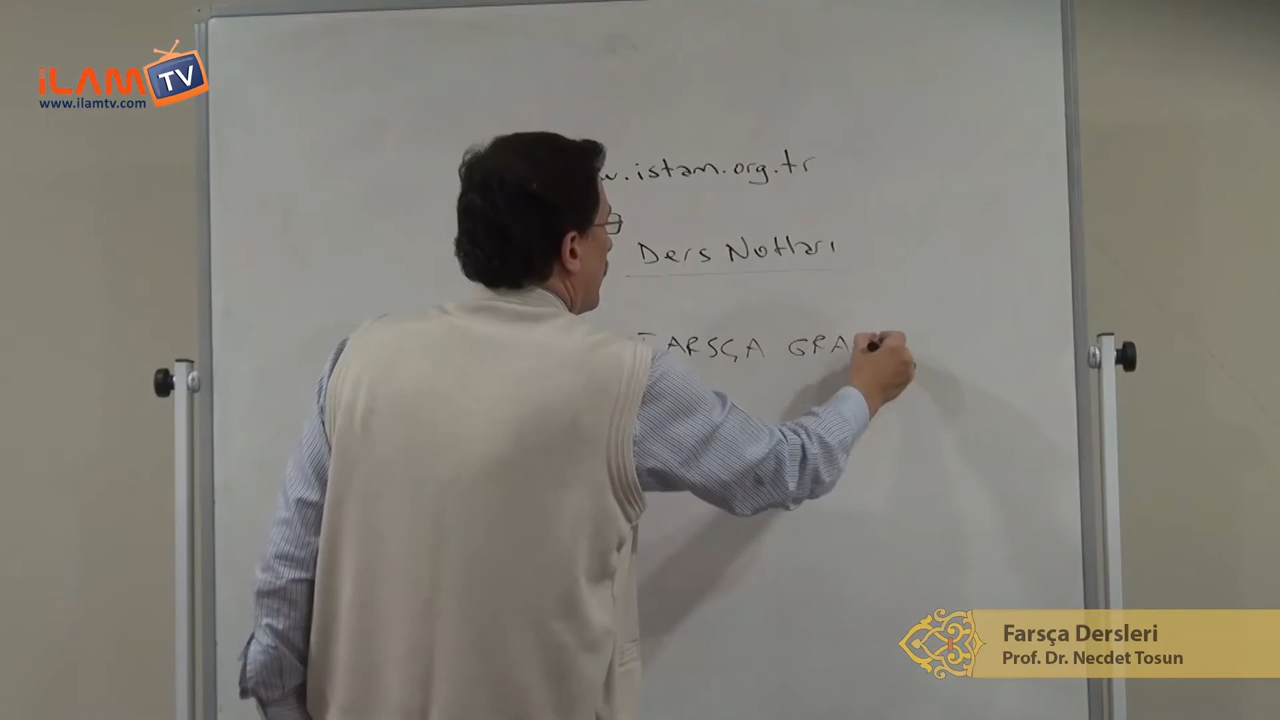 iLAM TV
www.ilamtv.com
w.istam.org.tr
Ders Notları
FARSÇA GRA
Farsça Dersleri
Prof. Dr. Necdet Tosun